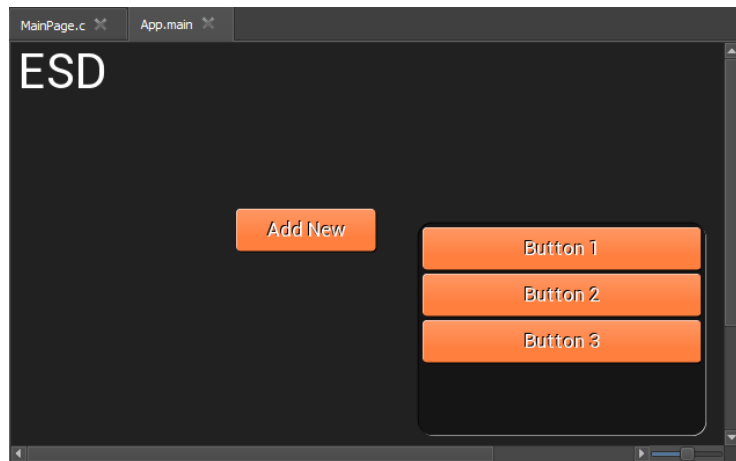 MainPage.c App.main
ESD
Add New
Button 1
Button 2
Button 3